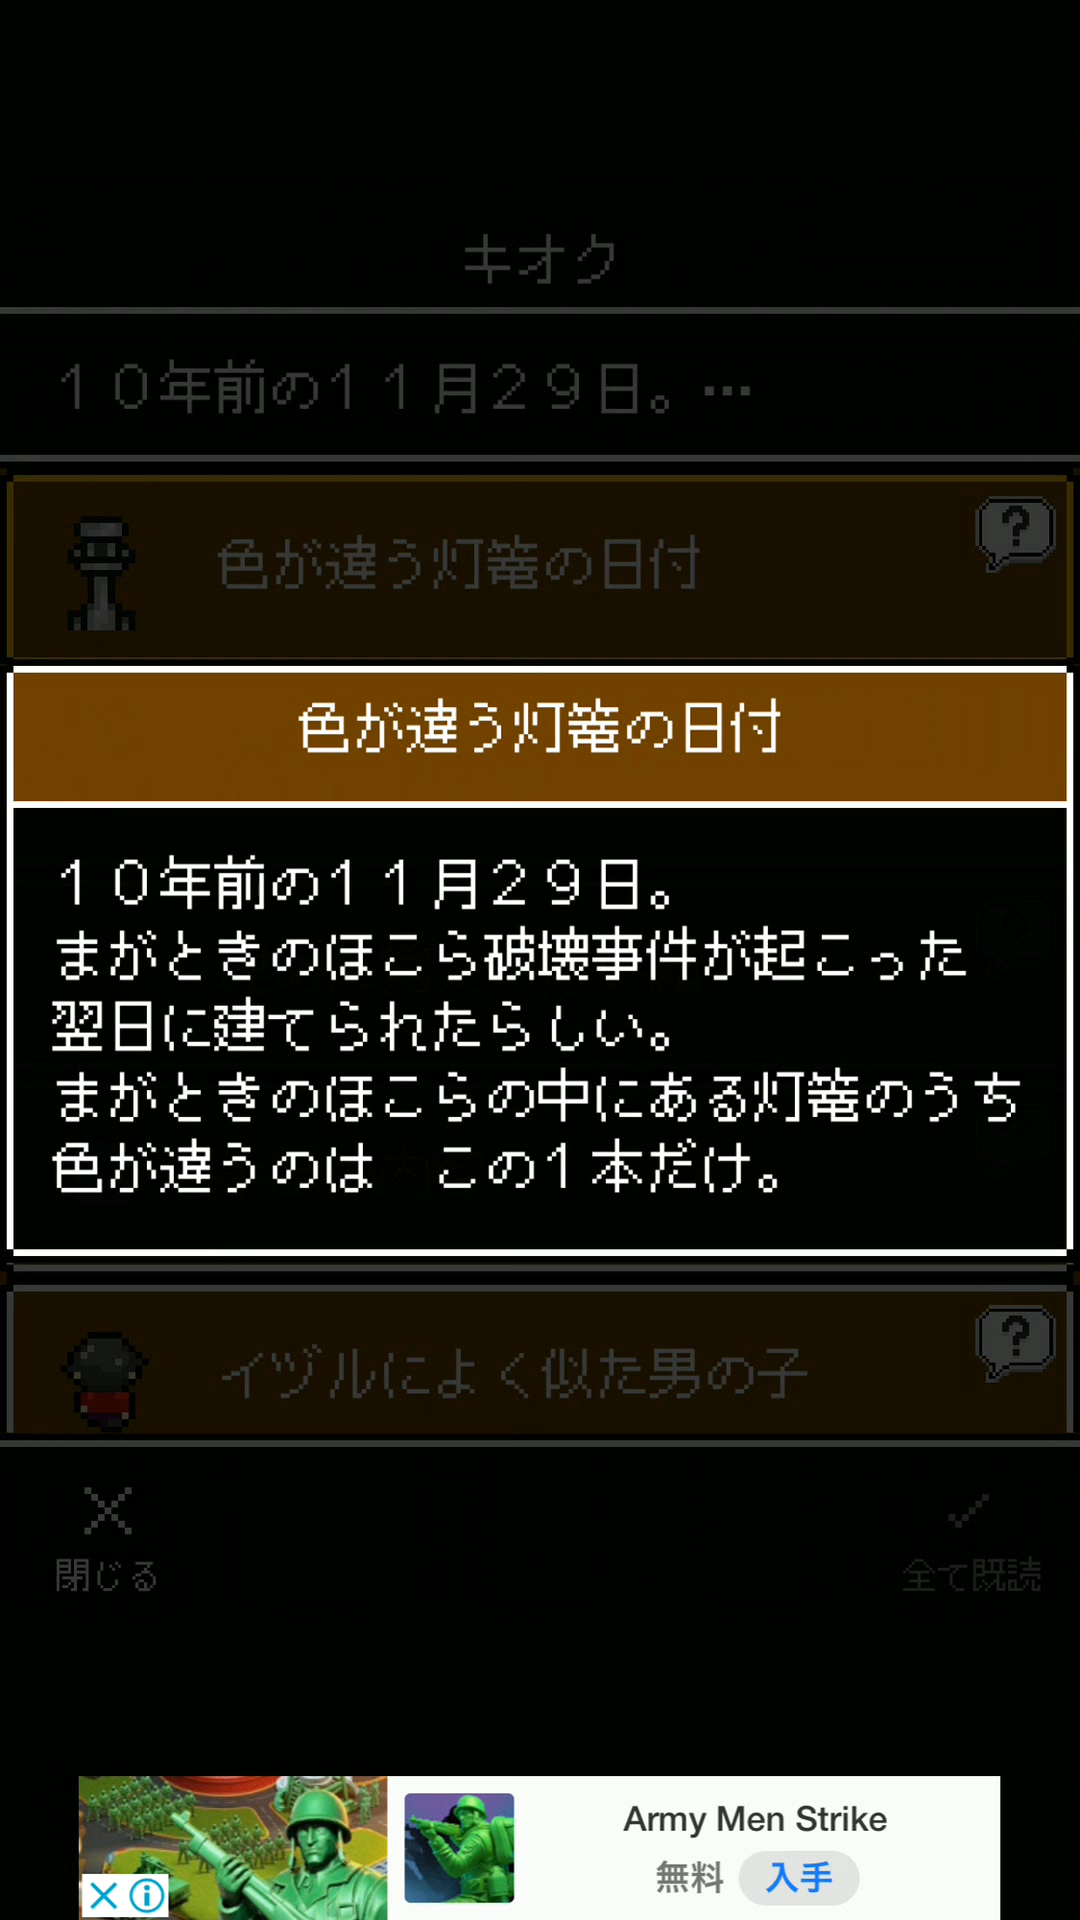 キオク
１０年前の１１月２９日。…
色が違う灯篭の日付
色が違う灯篭の日付
１０年前の１１月２９日。
まがときのほこら破壊事件が起こった
翌日に建てられたらしい。
まがときのほこらの中にある灯篭のうち
色が違うのは　この１本だけ。
イヅルによく似た男の子
閉じる
全て既読
Army Men Strike
無料 入手